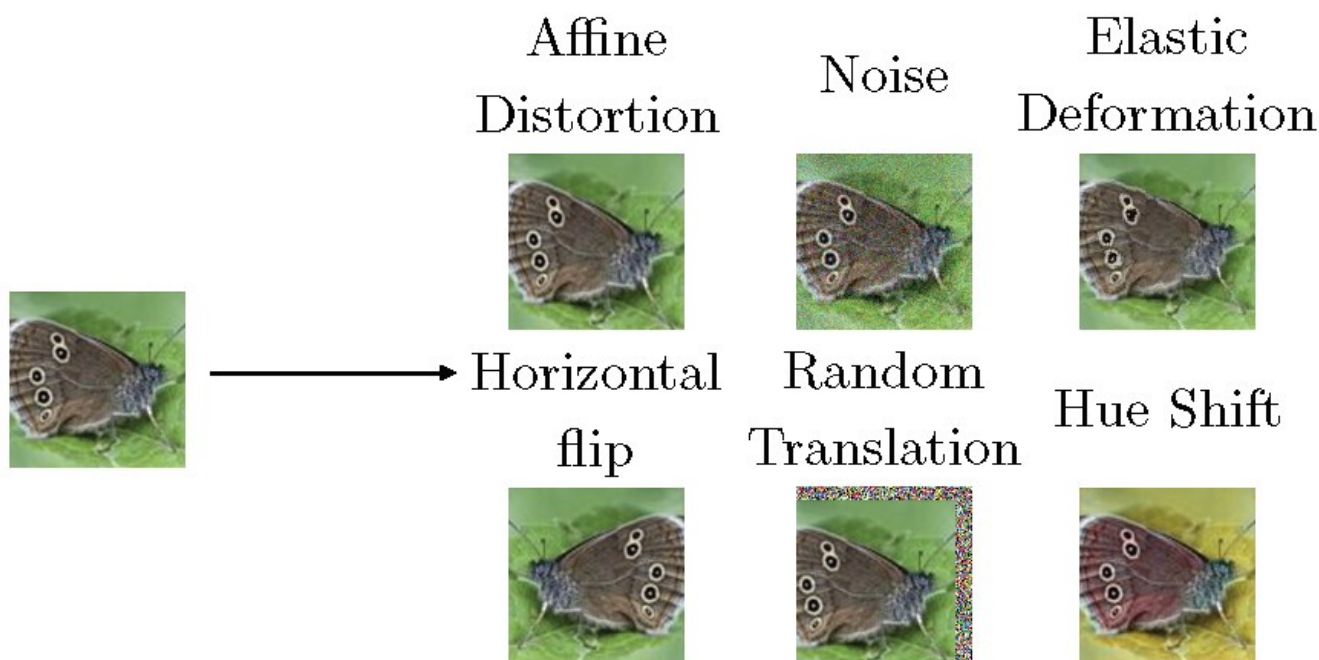 Affine
Distortion
Noise
Elastic
Deformation
Horizontal
flip
Random
Translation
Hue Shift